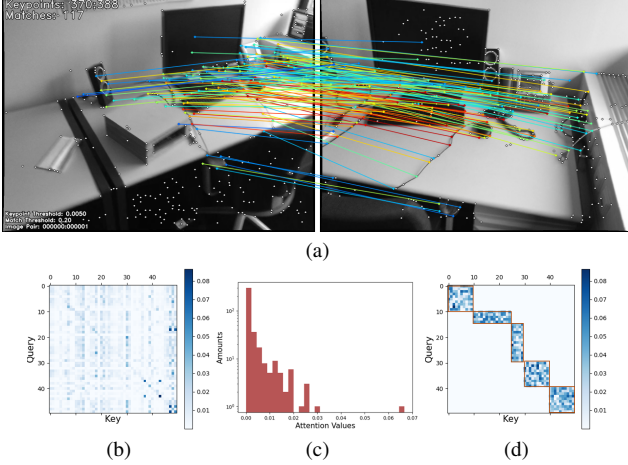 Keypoints: 370:388
Matches: 117
Keypoint Threshold: 0.0050
Match Threshold: 0.20
Image Pair: 000000:000001
(a)
0 10 20 30 40
0
10
20
30
40
Query
Key
0.08
0.07
0.06
0.05
0.04
0.03
0.02
0.01
(b)
10²
10¹
10⁰
Amounts
0.00 0.01 0.02 0.03 0.04 0.05 0.06 0.07
Attention Values
(c)
0 10 20 30 40
0
10
20
30
40
Query
Key
0.08
0.07
0.06
0.05
0.04
0.03
0.02
0.01
(d)